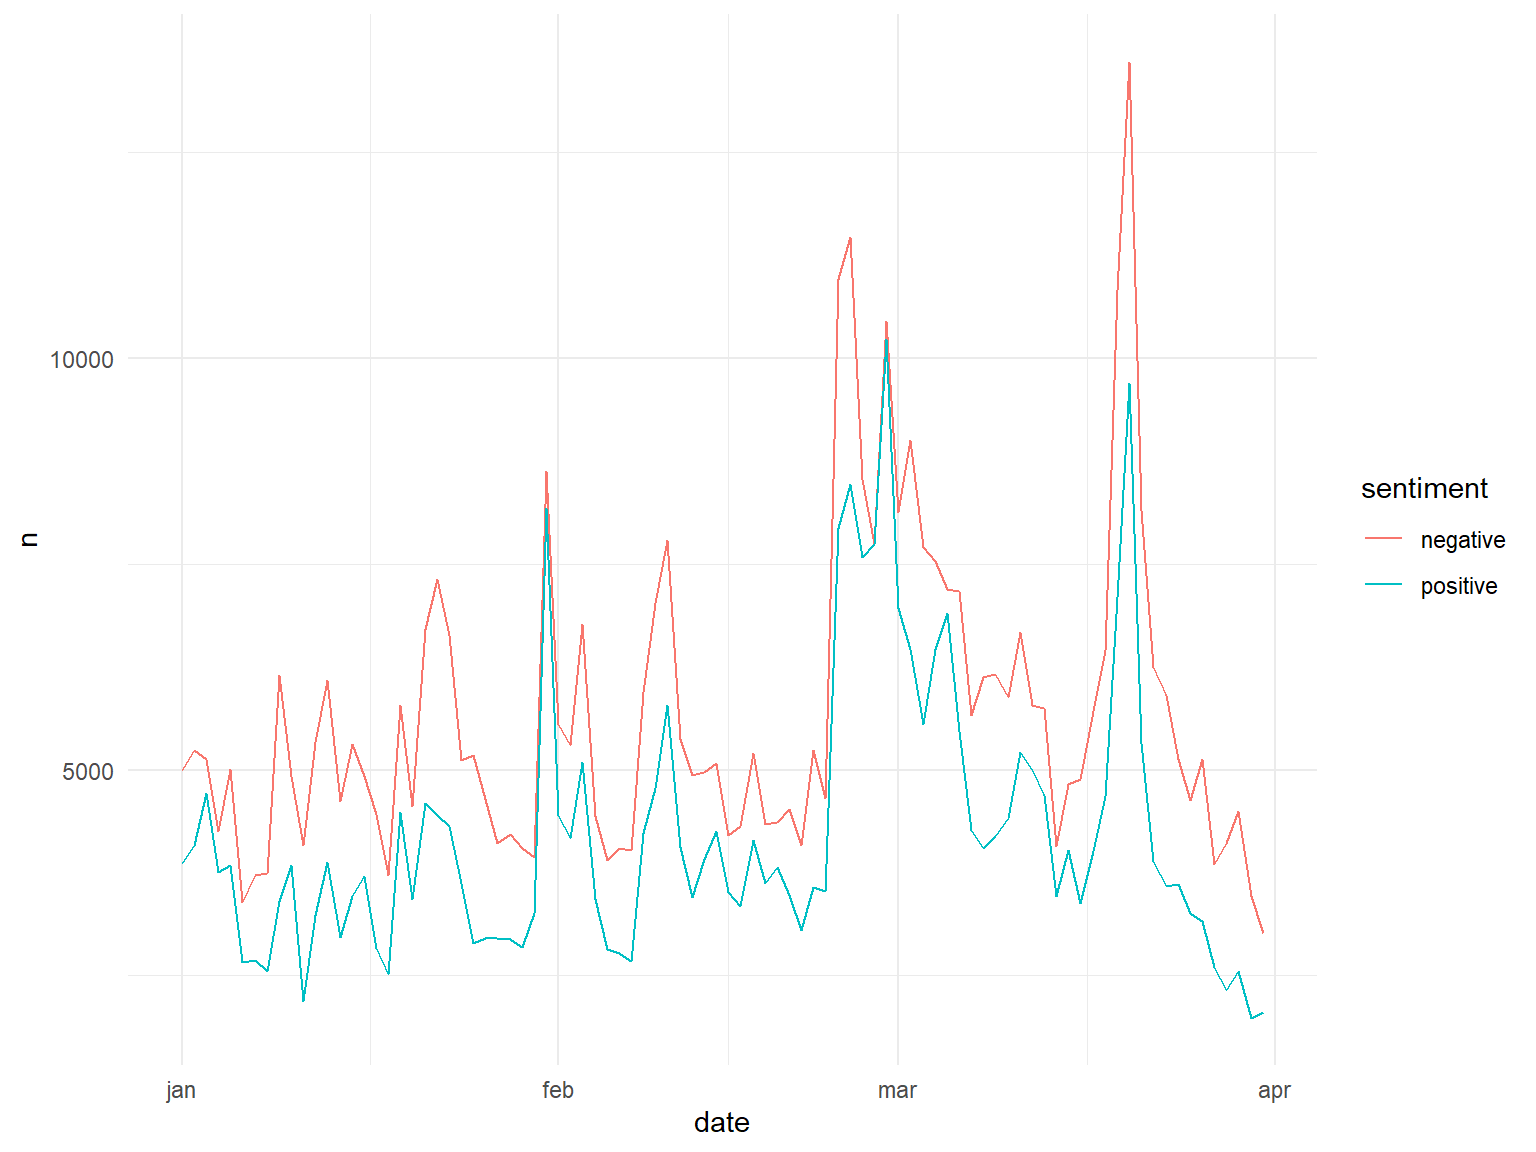 n
10000
5000
jan feb mar apr
date
sentiment
negative
positive